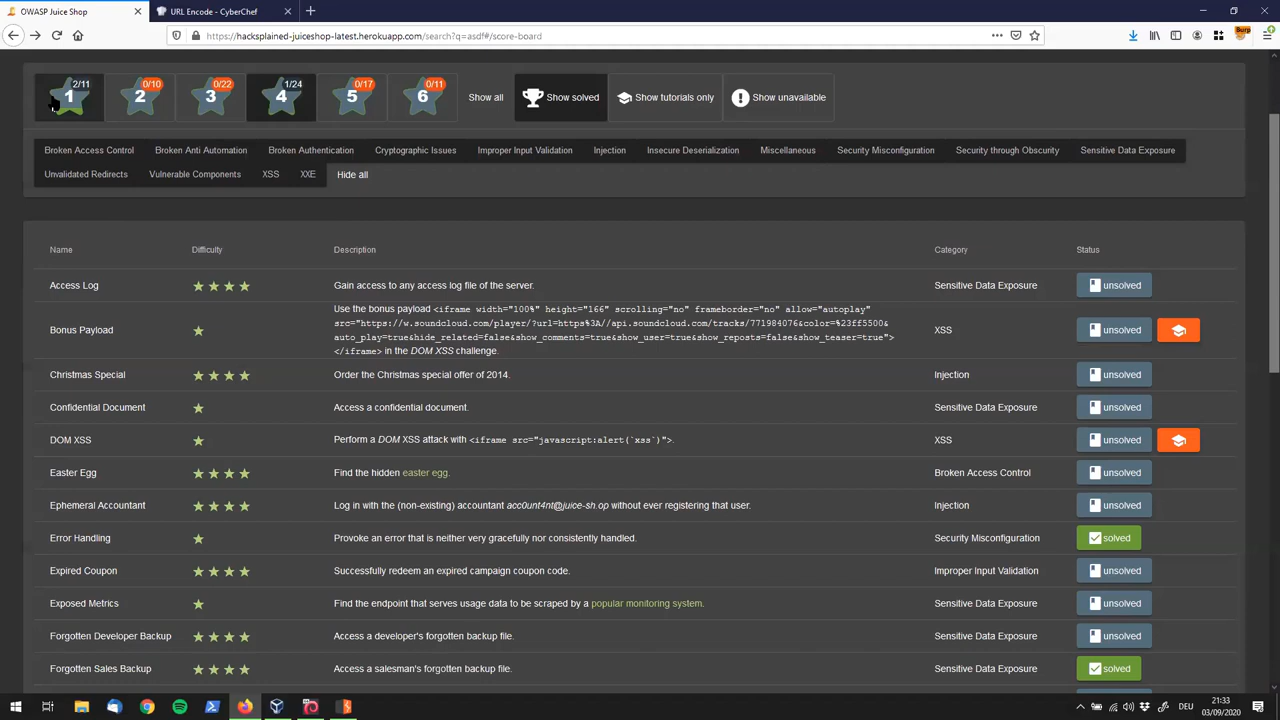 OWASP Juice Shop
URL Encode - CyberChef
https://hacksplained-juiceshop-latest.herokuapp.com/search?q=asdf#/score-board
Burp
2/11 0/10 0/22 1/24 0/17 0/11
1 2 3 4 5 6 Show all Show solved Show tutorials only Show unavailable
Broken Access Control Broken Anti Automation Broken Authentication Cryptographic Issues Improper Input Validation Injection Insecure Deserialization Miscellaneous Security Misconfiguration Security through Obscurity Sensitive Data Exposure
Unvalidated Redirects Vulnerable Components XSS XXE Hide all
Name Difficulty Description Category Status
Access Log Gain access to any access log file of the server. Sensitive Data Exposure unsolved
Use the bonus payload <iframe width="100%" height="166" scrolling="no" frameborder="no" allow="autoplay"
src="https://w.soundcloud.com/player/?url=https%3A//api.soundcloud.com/tracks/771984076&color=%23ff5500&
Bonus Payload XSS unsolved
auto_play=true&hide_related=false&show_comments=true&show_user=true&show_reposts=false&show_teaser=true">
</iframe> in the DOM XSS challenge.
Christmas Special Order the Christmas special offer of 2014. Injection unsolved
Confidential Document Access a confidential document. Sensitive Data Exposure unsolved
DOM XSS Perform a DOM XSS attack with <iframe src="javascript:alert(`xss`)">. XSS unsolved
Easter Egg Find the hidden easter egg. Broken Access Control unsolved
Ephemeral Accountant Log in with the (non-existing) accountant acc0unt4nt@juice-sh.op without ever registering that user. Injection unsolved
Error Handling Provoke an error that is neither very gracefully nor consistently handled. Security Misconfiguration solved
Expired Coupon Successfully redeem an expired campaign coupon code. Improper Input Validation unsolved
Exposed Metrics Find the endpoint that serves usage data to be scraped by a popular monitoring system. Sensitive Data Exposure unsolved
Forgotten Developer Backup Access a developer's forgotten backup file. Sensitive Data Exposure unsolved
Forgotten Sales Backup Access a salesman's forgotten backup file. Sensitive Data Exposure solved
DEU
21:33
03/09/2020